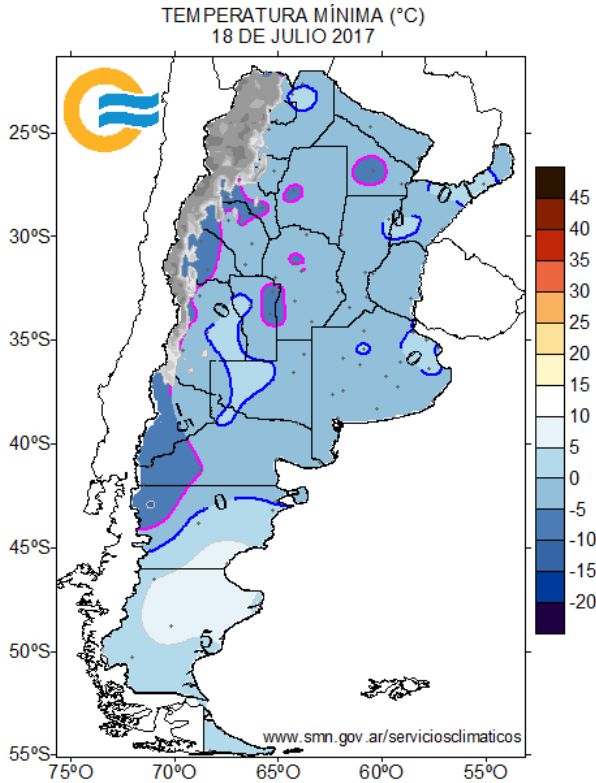 TEMPERATURA MÍNIMA (°C)
18 DE JULIO 2017
25ºS
30ºS
35ºS
40ºS
45ºS
50ºS
55ºS
75ºO
70ºO
65ºO
60ºO
55ºO
45
40
35
30
25
20
15
10
5
0
-5
-10
-15
-20
0
0
0
0
-5
0
5
www.smn.gov.ar/serviciosclimaticos